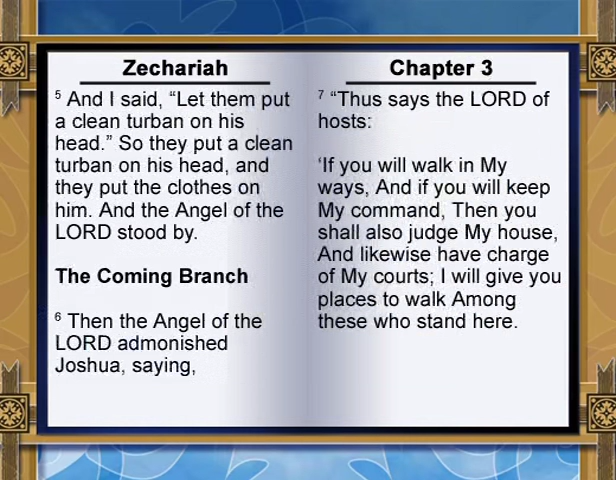 Zechariah
⁵ And I said, “Let them put
a clean turban on his
head.” So they put a clean
turban on his head, and
they put the clothes on
him. And the Angel of the
LORD stood by.
The Coming Branch
⁶ Then the Angel of the
LORD admonished
Joshua, saying,
Chapter 3
⁷ “Thus says the LORD of
hosts:
‘If you will walk in My
ways, And if you will keep
My command, Then you
shall also judge My house,
And likewise have charge
of My courts; I will give you
places to walk Among
these who stand here.